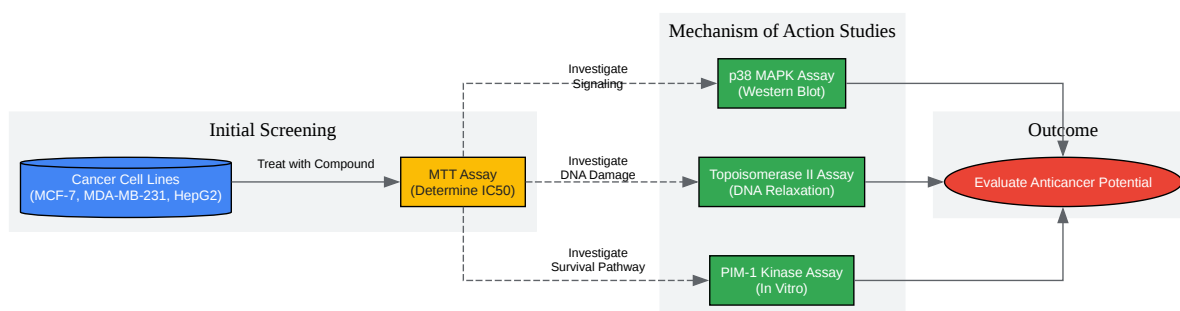 Mechanism of Action Studies
Investigate
Signaling
p38 MAPK Assay
(Western Blot)
Initial Screening
Outcome
Cancer Cell Lines
(MCF-7, MDA-MB-231, HepG2)
Treat with Compound
MTT Assay
(Determine IC50)
Investigate
DNA Damage
Topoisomerase II Assay
(DNA Relaxation)
Evaluate Anticancer Potential
Investigate
Survival Pathway
PIM-1 Kinase Assay
(In Vitro)